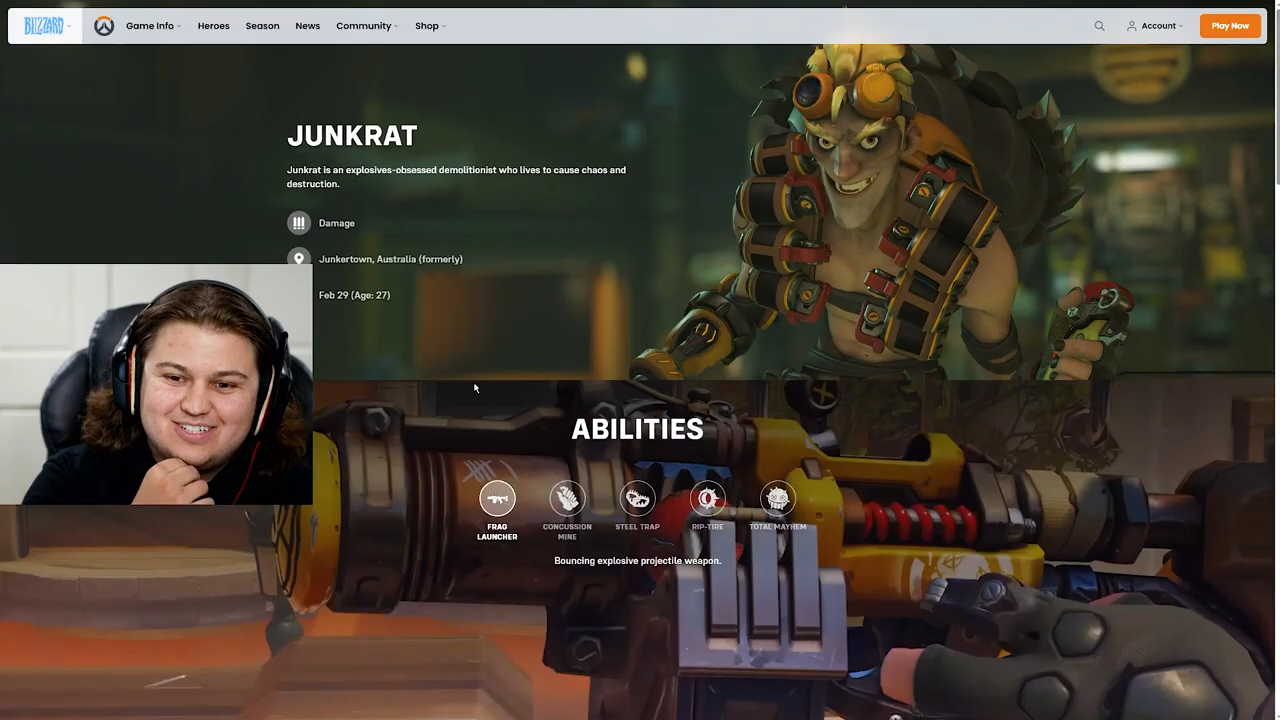 BLIZZARD
Game Info
Heroes
Season
News
Community
Shop
Account
Play Now
JUNKRAT
Junkrat is an explosives-obsessed demolitionist who lives to cause chaos and
destruction.
Damage
Junkertown, Australia (formerly)
Feb 29 (Age: 27)
ABILITIES
FRAG
LAUNCHER
CONCUSSION
MINE
STEEL TRAP
RIP-TIRE
TOTAL MAYHEM
Bouncing explosive projectile weapon.